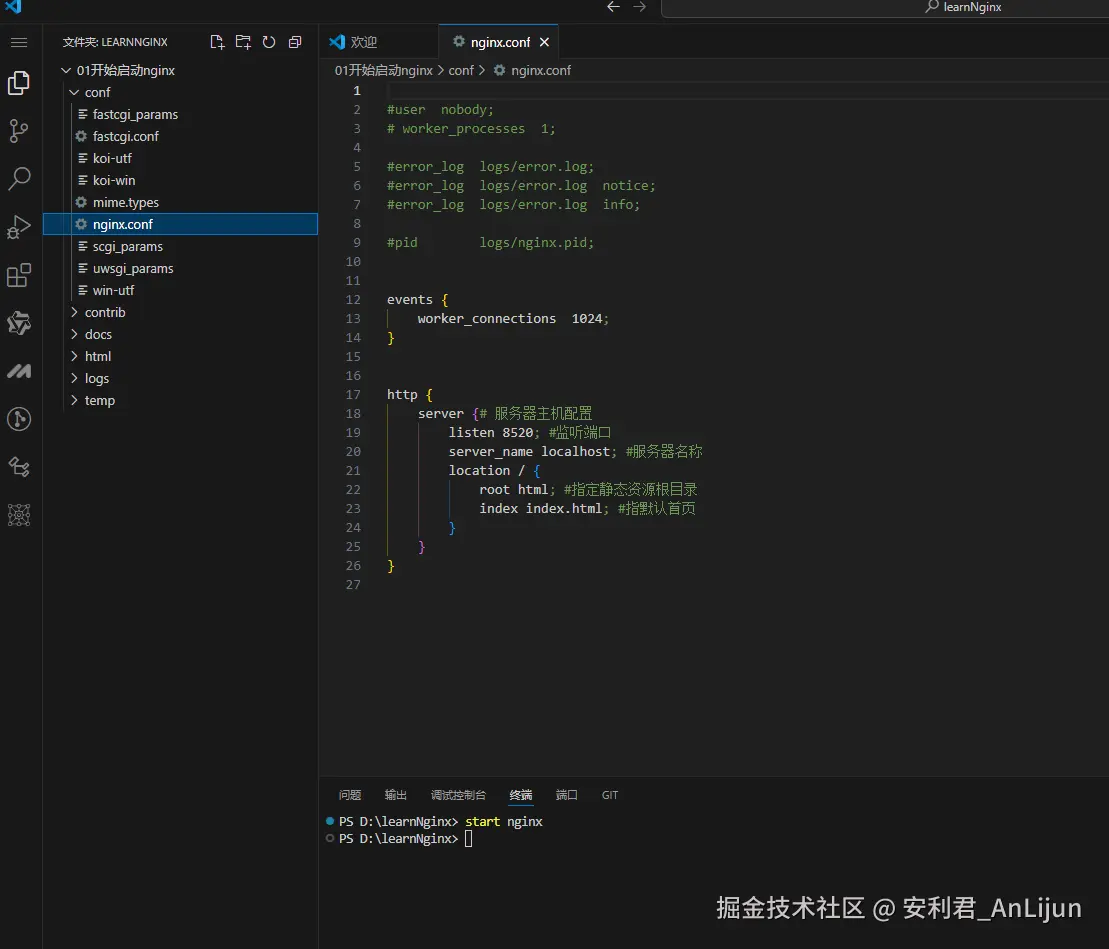 learnNginx
文件夹: LEARNNGINX
01开始启动nginx
conf
fastcgi_params
fastcgi.conf
koi-utf
koi-win
mime.types
nginx.conf
scgi_params
uwsgi_params
win-utf
contrib
docs
html
logs
temp
欢迎
nginx.conf
01开始启动nginx > conf > nginx.conf
1
2 #user  nobody;
3 # worker_processes  1;
4
5 #error_log  logs/error.log;
6 #error_log  logs/error.log  notice;
7 #error_log  logs/error.log  info;
8
9 #pid        logs/nginx.pid;
10
11
12 events {
13     worker_connections  1024;
14 }
15
16
17 http {
18     server {# 服务器主机配置
19         listen 8520; #监听端口
20         server_name localhost; #服务器名称
21         location / {
22             root html; #指定静态资源根目录
23             index index.html; #指默认首页
24         }
25     }
26 }
27
问题 输出 调试控制台 终端 端口 GIT
PS D:\learnNginx> start nginx
PS D:\learnNginx>
掘金技术社区 @ 安利君_AnLijun